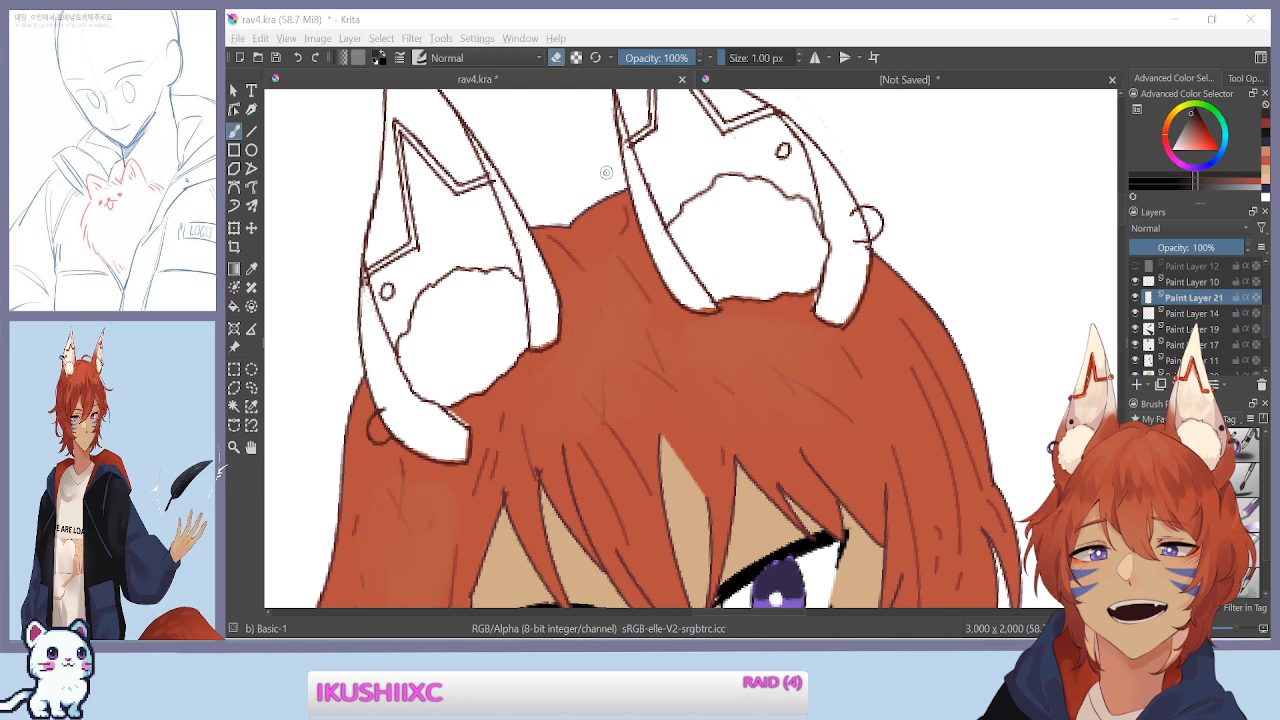 rav4.kra (58.7 MiB) * - Krita
File Edit View Image Layer Select Filter Tools Settings Window Help
Normal
Opacity: 100%
Size: 1.00 px
rav4.kra *
[Not Saved] *
Advanced Color Sel...
Tool Op...
Advanced Color Selector
Layers
Normal
Opacity: 100%
Paint Layer 12
Paint Layer 10
Paint Layer 21
Paint Layer 14
Paint Layer 19
Paint Layer 17
Paint Layer 11
Brush P
My Fa
Tag
Filter in Tag
LOGO
b) Basic-1
RGB/Alpha (8-bit integer/channel) sRGB-elle-V2-srgbtrc.icc
3,000 x 2,000 (58.
IKUSHIIXC
RAID (4)